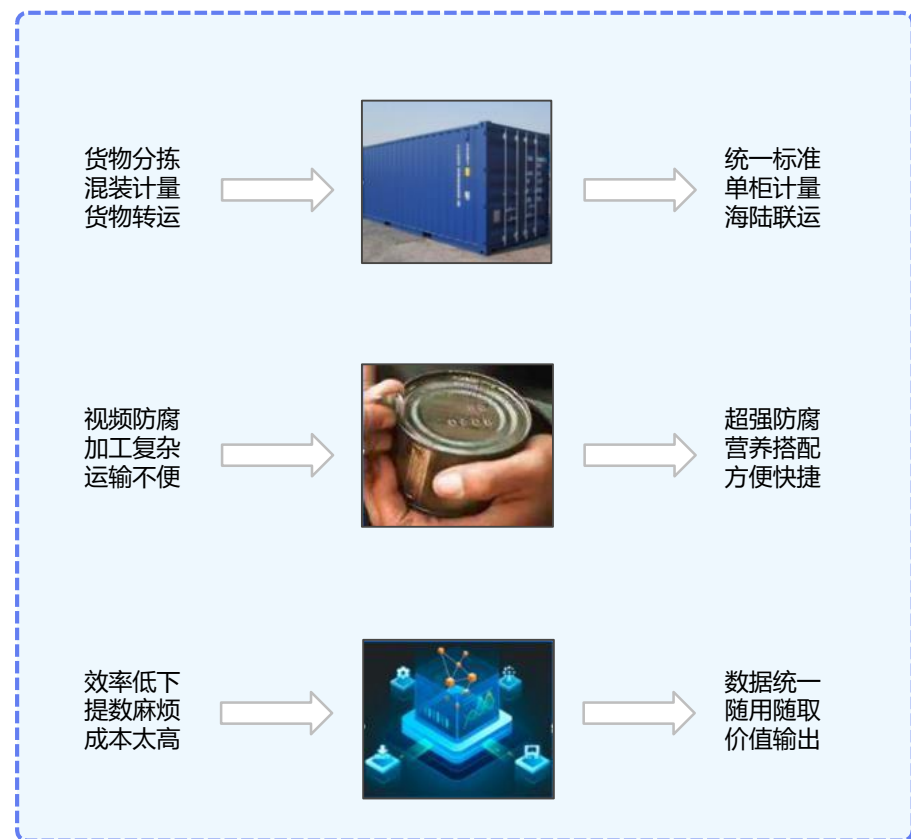 货物分拣
混装计量
货物转运
统一标准
单柜计量
海陆联运
视频防腐
加工复杂
运输不便
超强防腐
营养搭配
方便快捷
效率低下
提数麻烦
成本太高
数据统一
随用随取
价值输出